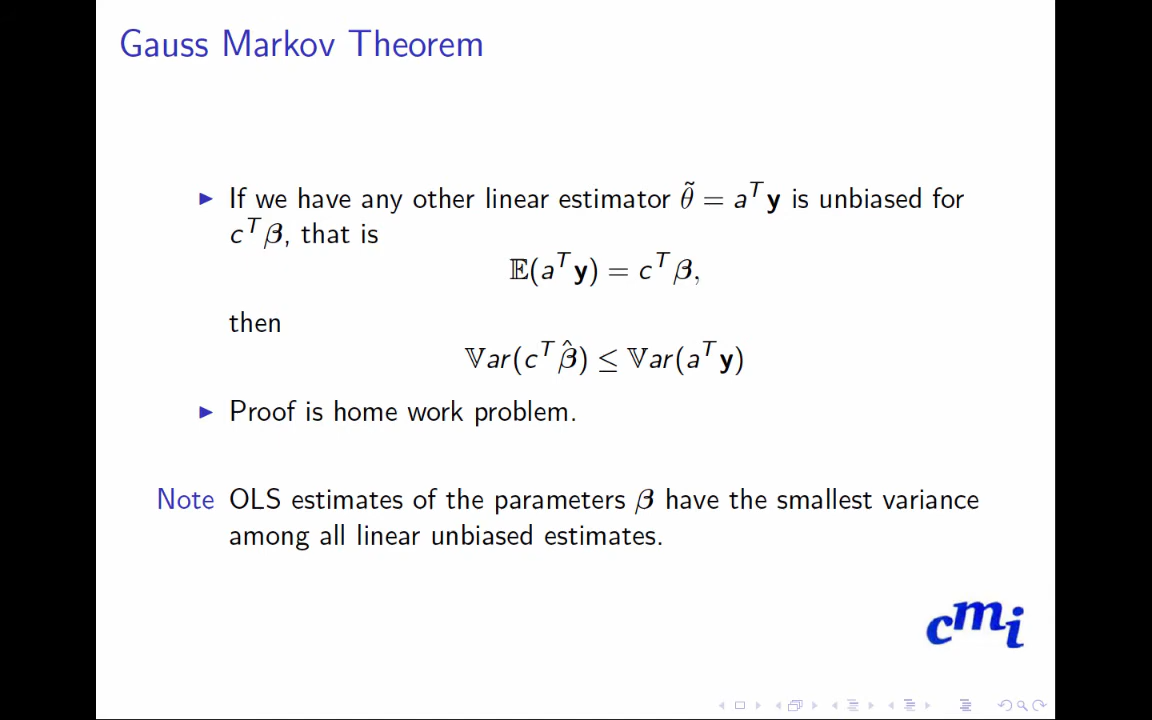 Gauss Markov Theorem
▶ If we have any other linear estimator θ̃ = aᵀy is unbiased for
cᵀβ, that is
𝔼(aᵀy) = cᵀβ,
then
𝕍ar(cᵀβ̂) ≤ 𝕍ar(aᵀy)
▶ Proof is home work problem.
Note OLS estimates of the parameters β have the smallest variance
among all linear unbiased estimates.
cmi